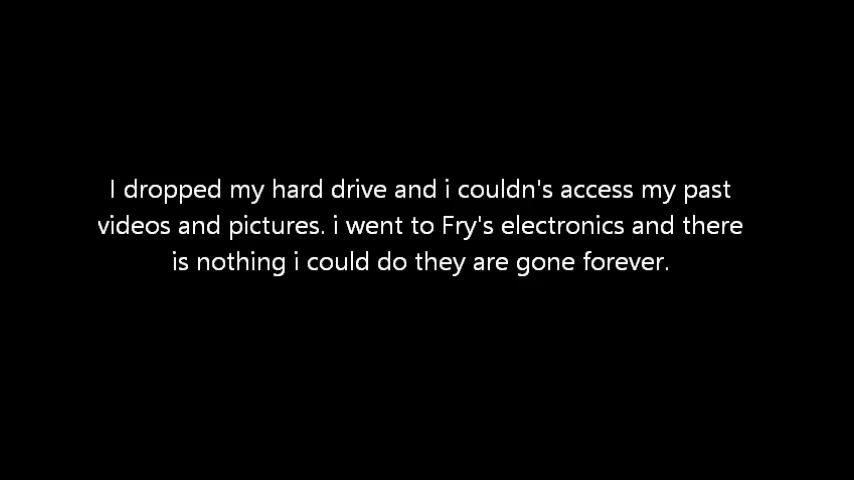 I dropped my hard drive and i couldn's access my past
videos and pictures. i went to Fry's electronics and there
is nothing i could do they are gone forever.